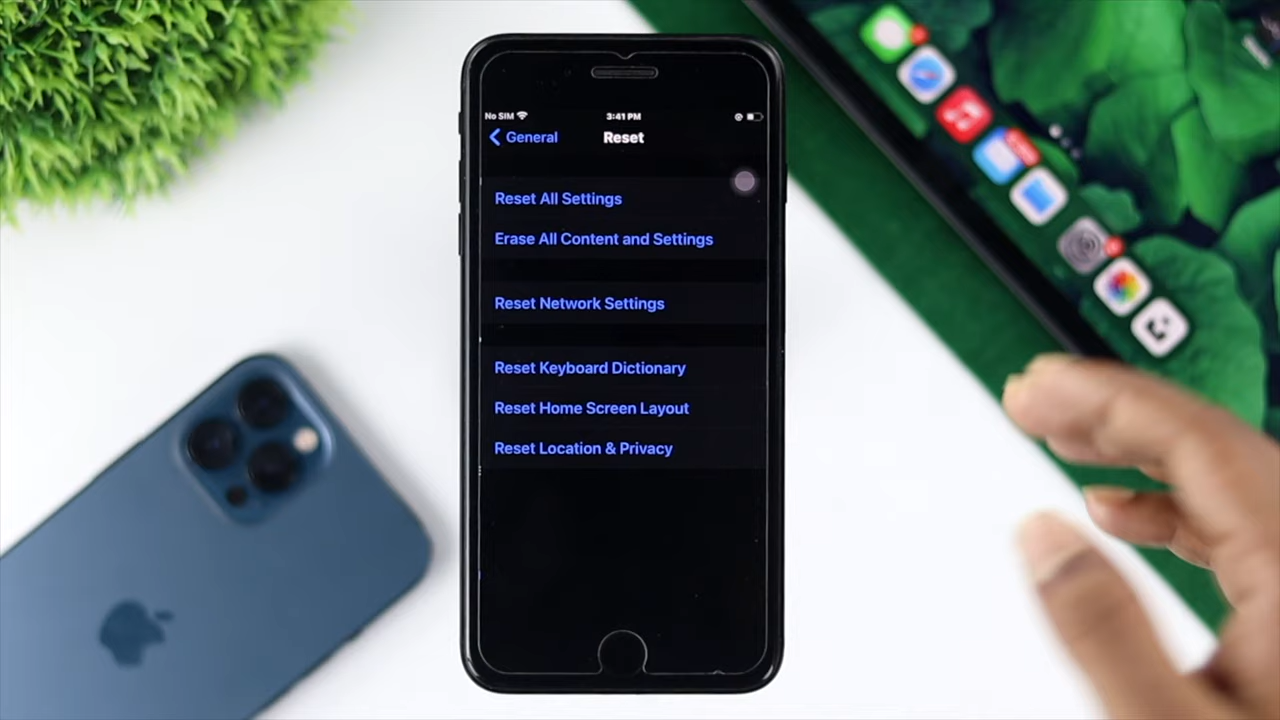 No SIM 3:41 PM
General Reset
Reset All Settings
Erase All Content and Settings
Reset Network Settings
Reset Keyboard Dictionary
Reset Home Screen Layout
Reset Location & Privacy